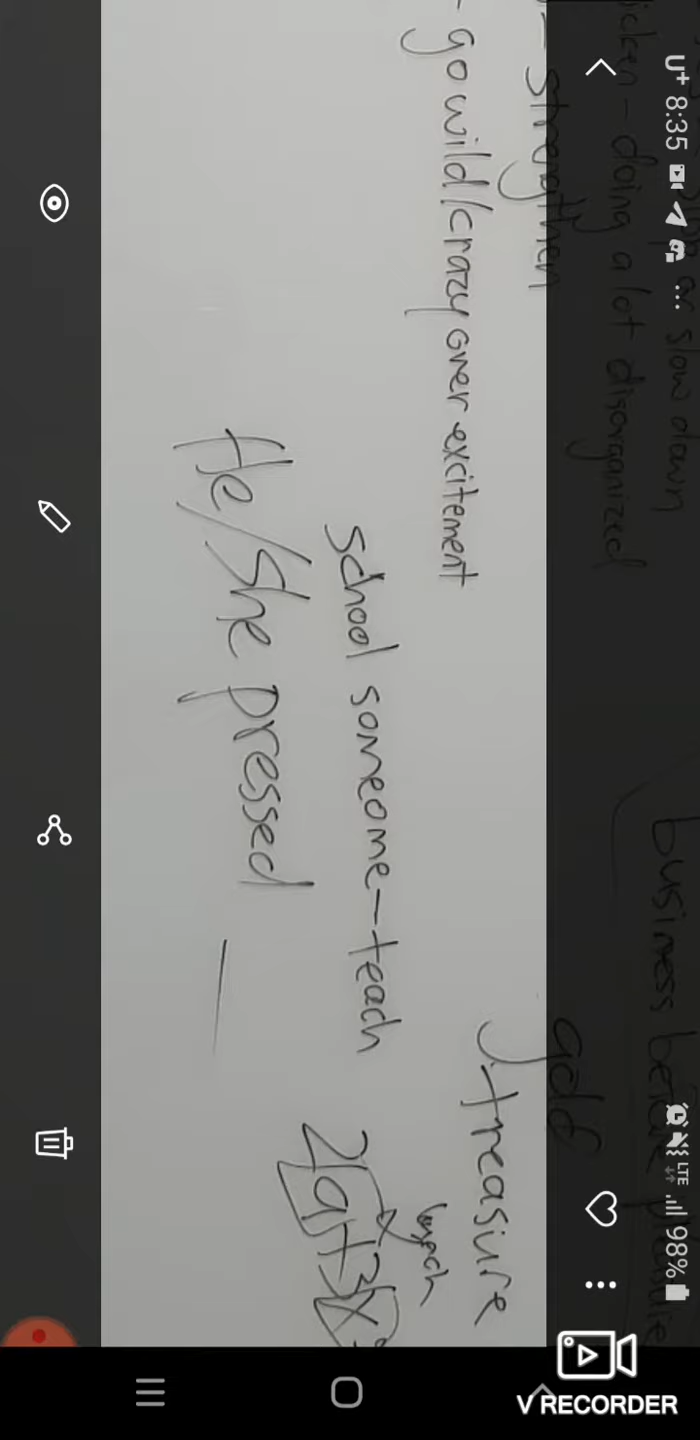 U+ 8:35 ...
LTE 98%
or slow down
business before pleasure
- doing a lot disorganized
- strengthen
gold
- go wild/crazy over excitement
treasure
school someome - teach
He/She pressed
V RECORDER